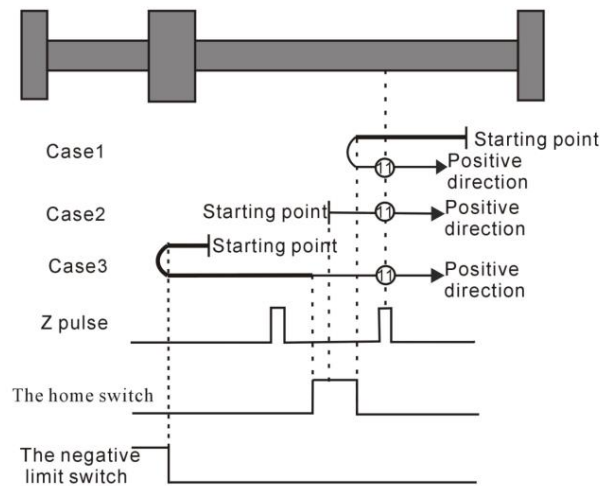 Case1
Starting point
11
Positive
direction
Case2
Starting point
11
Positive
direction
Starting point
Case3
11
Positive
direction
Z pulse
The home switch
The negative
limit switch